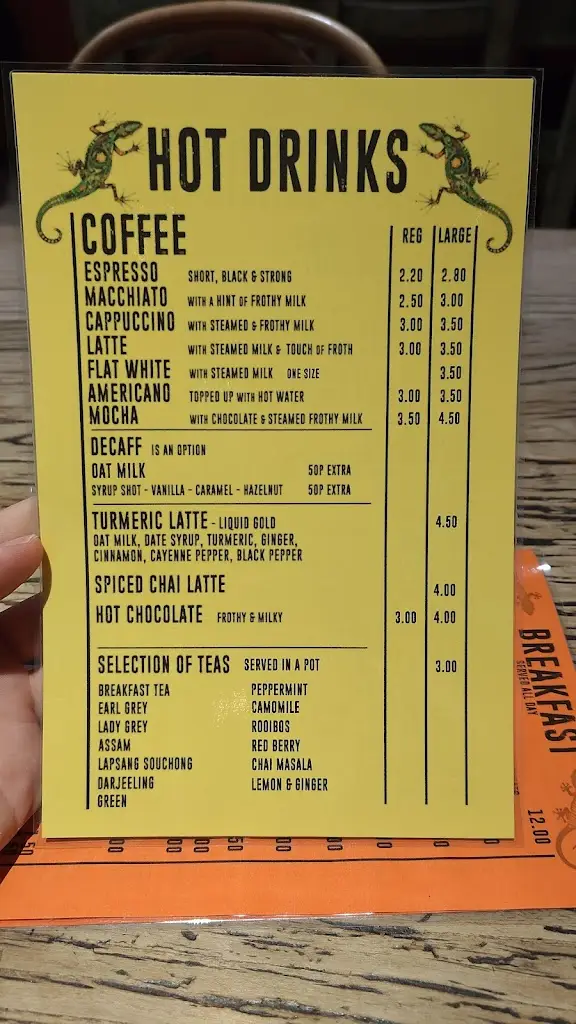 HOT DRINKS
COFFEE REG LARGE
ESPRESSO SHORT, BLACK & STRONG 2.20 2.80
MACCHIATO WITH A HINT OF FROTHY MILK 2.50 3.00
CAPPUCCINO WITH STEAMED & FROTHY MILK 3.00 3.50
LATTE WITH STEAMED MILK & TOUCH OF FROTH 3.00 3.50
FLAT WHITE WITH STEAMED MILK ONE SIZE 3.50
AMERICANO TOPPED UP WITH HOT WATER 3.00 3.50
MOCHA WITH CHOCOLATE & STEAMED FROTHY MILK 3.50 4.50
DECAFF IS AN OPTION
OAT MILK 50P EXTRA
SYRUP SHOT - VANILLA - CARAMEL - HAZELNUT 50P EXTRA
TURMERIC LATTE - LIQUID GOLD 4.50
OAT MILK, DATE SYRUP, TURMERIC, GINGER,
CINNAMON, CAYENNE PEPPER, BLACK PEPPER
SPICED CHAI LATTE 4.00
HOT CHOCOLATE FROTHY & MILKY 3.00 4.00
SELECTION OF TEAS SERVED IN A POT 3.00
BREAKFAST TEA PEPPERMINT
EARL GREY CAMOMILE
LADY GREY ROOIBOS
ASSAM RED BERRY
LAPSANG SOUCHONG CHAI MASALA
DARJEELING LEMON & GINGER
GREEN
BREAKFAST
SERVED ALL DAY
12.00